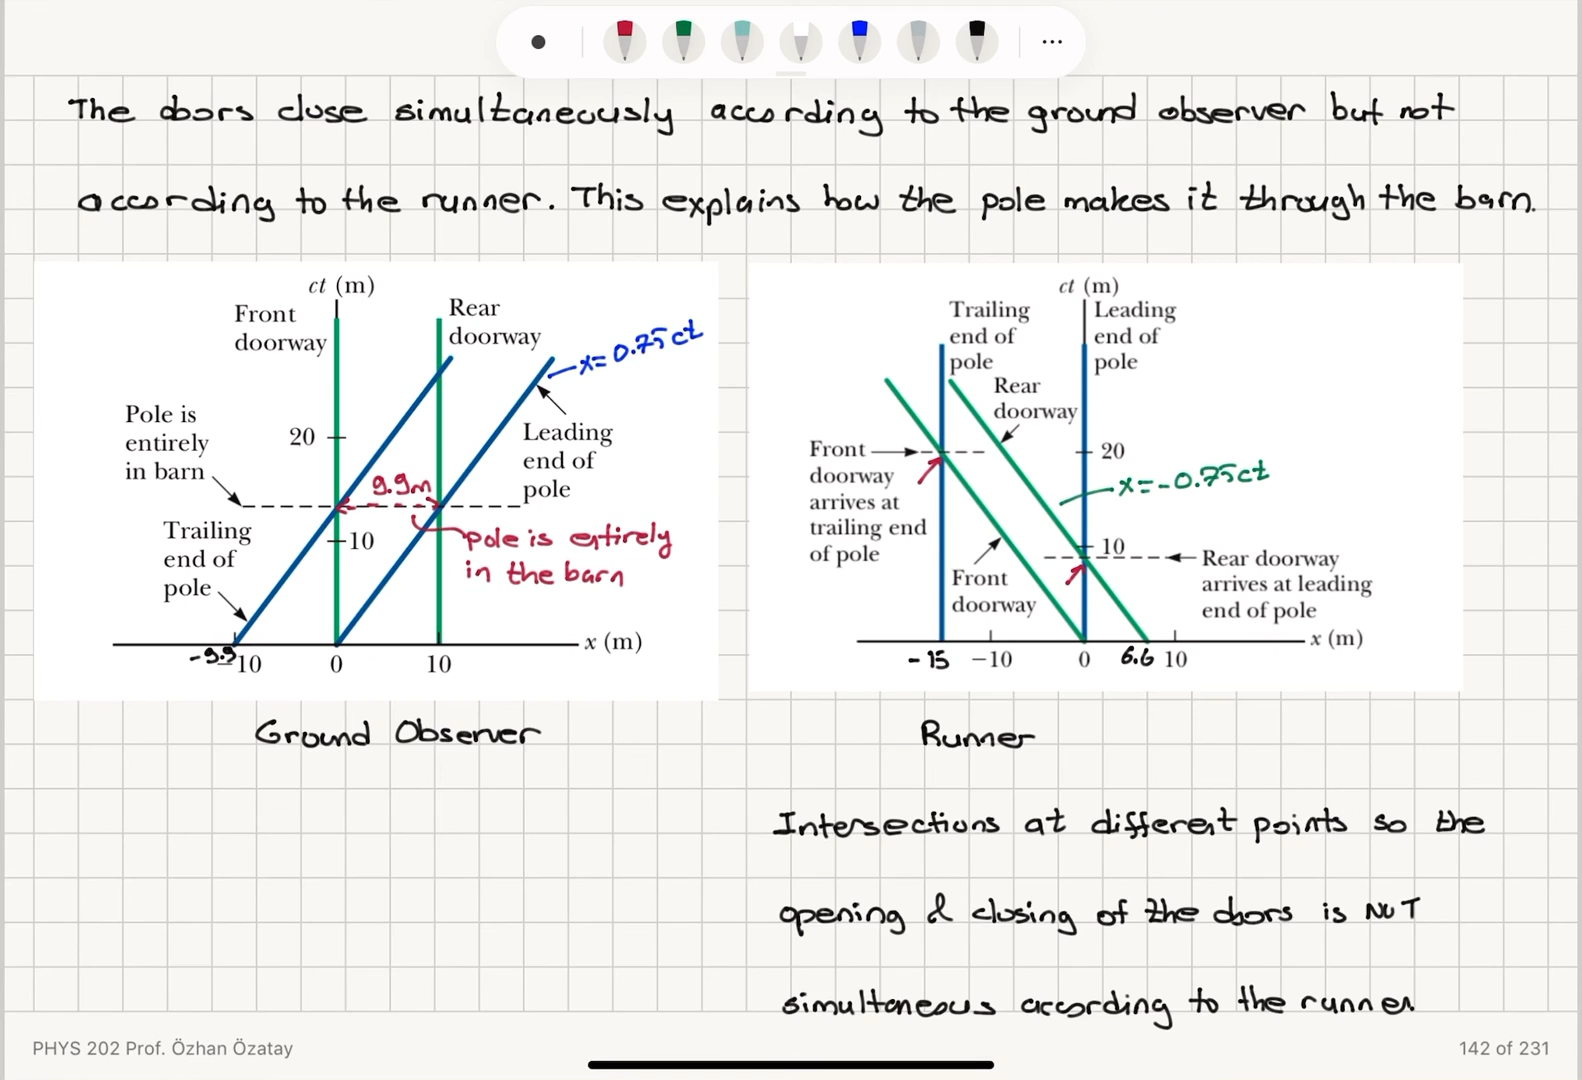 The doors close simultaneously according to the ground observer but not
according to the runner. This explains how the pole makes it through the barn.
ct (m)
Front
doorway
Rear
doorway
x=0.75ct
Pole is
entirely
in barn
20
Leading
end of
pole
9.9m
Trailing
end of
pole
10
pole is entirely
in the barn
x (m)
-9.9
-10
0
10
Ground Observer
ct (m)
Trailing
end of
pole
Leading
end of
pole
Rear
doorway
Front
doorway
arrives at
trailing end
of pole
20
x=-0.75ct
10
Rear doorway
arrives at leading
end of pole
Front
doorway
x (m)
-15
-10
0
6.6
10
Runner
Intersections at different points so the
opening & closing of the doors is NOT
simultaneous according to the runner
PHYS 202 Prof. Özhan Özatay
142 of 231